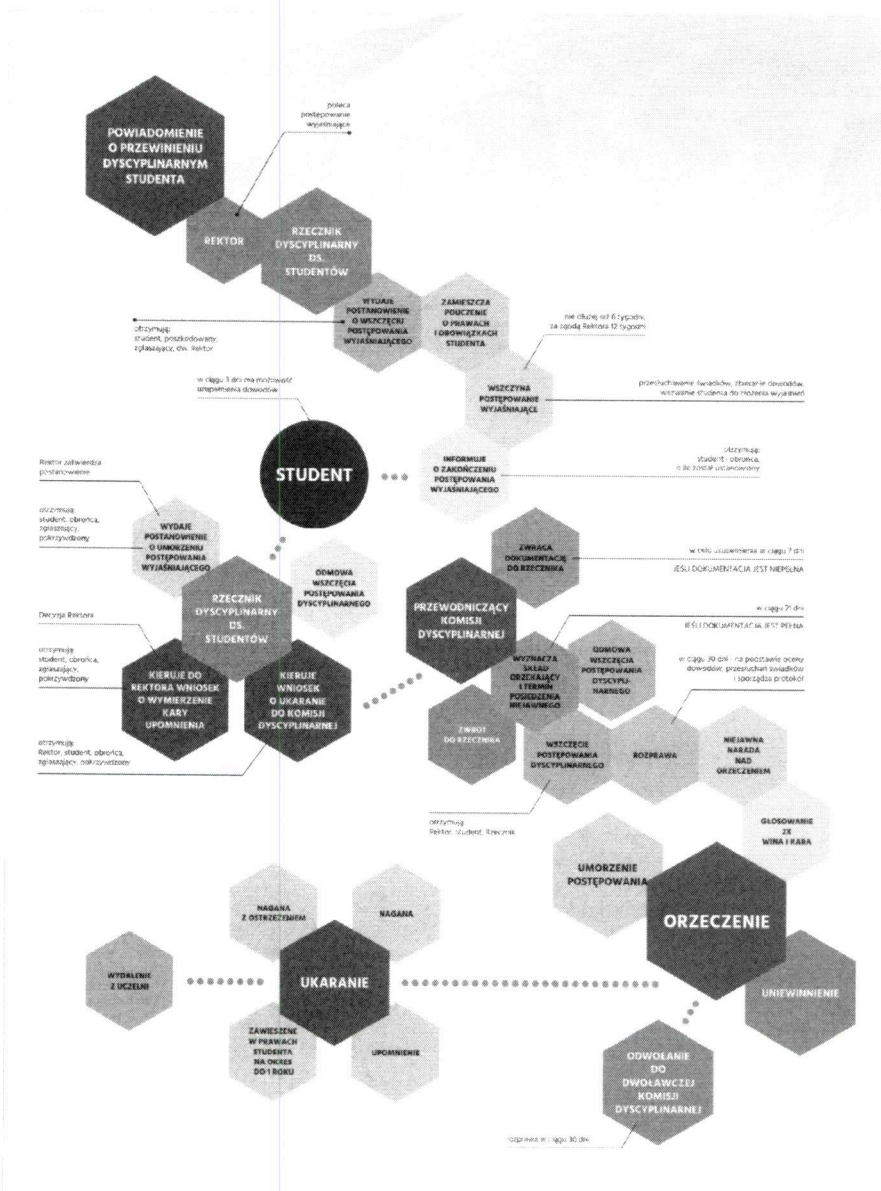 POWIADOMIENIE
O PRZEWINIENIU
DYSCYPLINARNYM
STUDENTA
poleca
postępowanie
wyjaśniające
REKTOR
RZECZNIK
DYSCYPLINARNY
DS.
STUDENTÓW
WYDAJE
POSTANOWIENIE
O WSZCZĘCIU
POSTĘPOWANIA
WYJAŚNIAJĄCEGO
ZAMIESZCZA
POUCZENIE
O PRAWACH
I OBOWIĄZKACH
STUDENTA
otrzymują:
student, poszkodowany,
zgłaszający, dw. Rektor
nie dłużej niż 6 tygodni,
za zgodą Rektora 12 tygodni
WSZCZYNA
POSTĘPOWANIE
WYJAŚNIAJĄCE
przesłuchiwanie świadków, zbieranie dowodów,
wzywanie studenta do złożenia wyjaśnień
w ciągu 3 dni ma możliwość
uzupełnienia dowodów
STUDENT
INFORMUJE
O ZAKOŃCZENIU
POSTĘPOWANIA
WYJAŚNIAJĄCEGO
otrzymują:
student i obrońca,
o ile został ustanowiony
Rektor zatwierdza
postanowienie
otrzymują:
student, obrońca,
zgłaszający,
pokrzywdzony
WYDAJE
POSTANOWIENIE
O UMORZENIU
POSTĘPOWANIA
WYJAŚNIAJĄCEGO
ODMOWA
WSZCZĘCIA
POSTĘPOWANIA
DYSCYPLINARNEGO
RZECZNIK
DYSCYPLINARNY
DS.
STUDENTÓW
Decyzja Rektora
otrzymują:
student, obrońca,
zgłaszający,
pokrzywdzony
KIERUJE DO
REKTORA WNIOSEK
O WYMIERZENIE
KARY
UPOMNIENIA
KIERUJE
WNIOSEK
O UKARANIE
DO KOMISJI
DYSCYPLINARNEJ
otrzymują:
Rektor, student, obrońca,
zgłaszający, pokrzywdzony
ZWRACA
DOKUMENTACJĘ
DO RZECZNIKA
w celu uzupełnienia w ciągu 7 dni
JEŚLI DOKUMENTACJA JEST NIEPEŁNA
PRZEWODNICZĄCY
KOMISJI
DYSCYPLINARNEJ
w ciągu 21 dni
JEŚLI DOKUMENTACJA JEST PEŁNA
WYZNACZA
SKŁAD
ORZEKAJĄCY
I TERMIN
POSIEDZENIA
NIEJAWNEGO
ODMOWA
WSZCZĘCIA
POSTĘPOWANIA
DYSCYPLI-
NARNEGO
w ciągu 30 dni - na podstawie oceny
dowodów, przesłuchań świadków
i sporządza protokół
ZWROT
DO RZECZNIKA
WSZCZĘCIE
POSTĘPOWANIA
DYSCYPLINARNEGO
ROZPRAWA
NIEJAWNA
NARADA
NAD
ORZECZENIEM
otrzymują:
Rektor, student, Rzecznik
GŁOSOWANIE
2X
WINA I KARA
UMORZENIE
POSTĘPOWANIA
ORZECZENIE
UNIEWINNIENIE
NAGANA
Z OSTRZEŻENIEM
NAGANA
WYDALENIE
Z UCZELNI
UKARANIE
ZAWIESZENE
W PRAWACH
STUDENTA
NA OKRES
DO 1 ROKU
UPOMNIENIE
ODWOŁANIE
DO
DWOŁAWCZEJ
KOMISJI
DYSCYPLINARNEJ
rozprawa w ciągu 30 dni